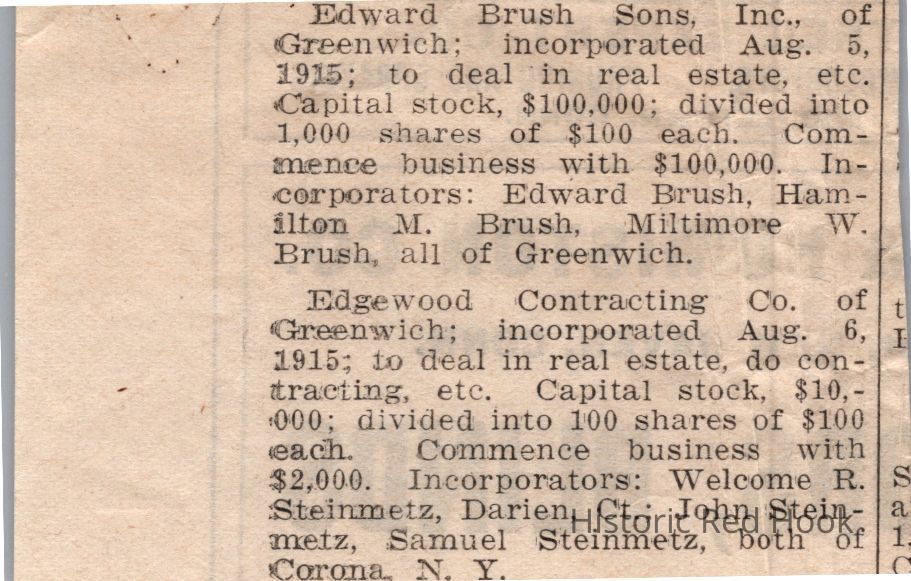 Edward Brush Sons, Inc., of
Greenwich; incorporated Aug. 5,
1915; to deal in real estate, etc.
Capital stock, $100,000; divided into
1,000 shares of $100 each. Com-
mence business with $100,000. In-
corporators: Edward Brush, Ham-
ilton M. Brush, Miltimore W.
Brush, all of Greenwich.
Edgewood Contracting Co. of
Greenwich; incorporated Aug. 6,
1915; to deal in real estate, do con-
tracting, etc. Capital stock, $10,-
000; divided into 100 shares of $100
each. Commence business with
$2,000. Incorporators: Welcome R.
Steinmetz, Darien, Ct.; John Stein-
metz, Samuel Steinmetz, both of
Corona, N. Y.
Historic Red Hook